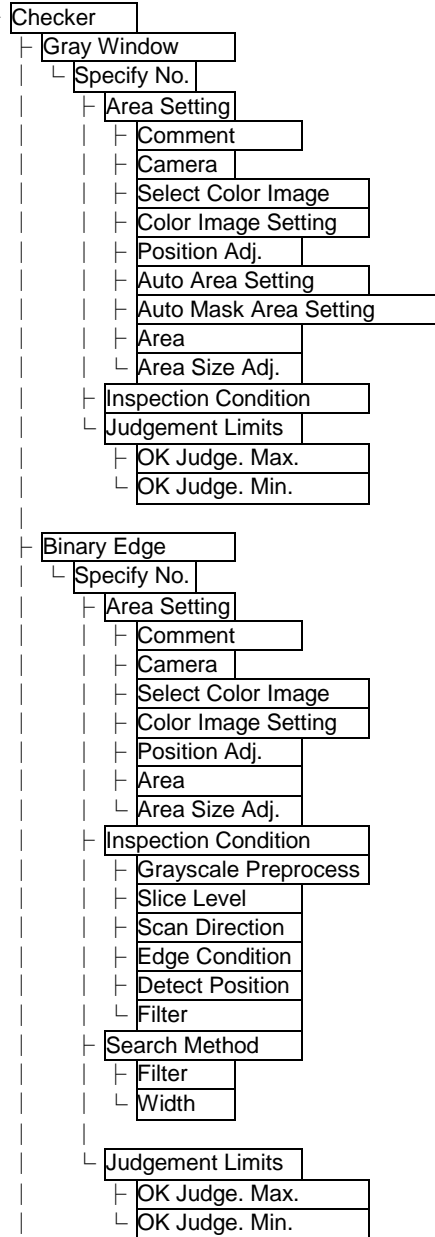 Checker
Gray Window
Specify No.
Area Setting
Comment
Camera
Select Color Image
Color Image Setting
Position Adj.
Auto Area Setting
Auto Mask Area Setting
Area
Area Size Adj.
Inspection Condition
Judgement Limits
OK Judge. Max.
OK Judge. Min.
Binary Edge
Specify No.
Area Setting
Comment
Camera
Select Color Image
Color Image Setting
Position Adj.
Area
Area Size Adj.
Inspection Condition
Grayscale Preprocess
Slice Level
Scan Direction
Edge Condition
Detect Position
Filter
Search Method
Filter
Width
Judgement Limits
OK Judge. Max.
OK Judge. Min.